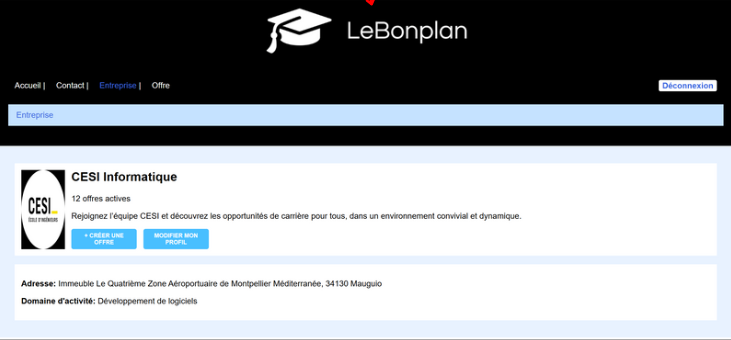 LeBonplan
Accueil | Contact | Entreprise | Offre Déconnexion
Entreprise
CESI Informatique
12 offres actives
CESI
ÉCOLE D'INGÉNIEURS
Rejoignez l'équipe CESI et découvrez les opportunités de carrière pour tous, dans un environnement convivial et dynamique.
+ CRÉER UNE
OFFRE
MODIFIER MON
PROFIL
Adresse: Immeuble Le Quatrième Zone Aéroportuaire de Montpellier Méditerranée, 34130 Mauguio
Domaine d'activité: Développement de logiciels